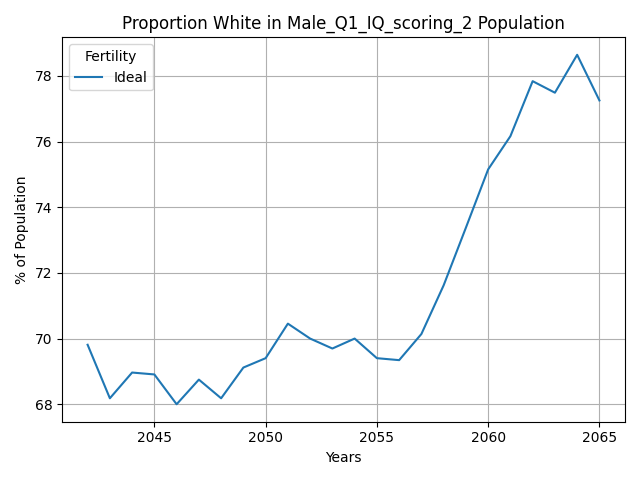 Proportion White in Male_Q1_IQ_scoring_2 Population
Fertility
Ideal
% of Population
78
76
74
72
70
68
2045 2050 2055 2060 2065
Years